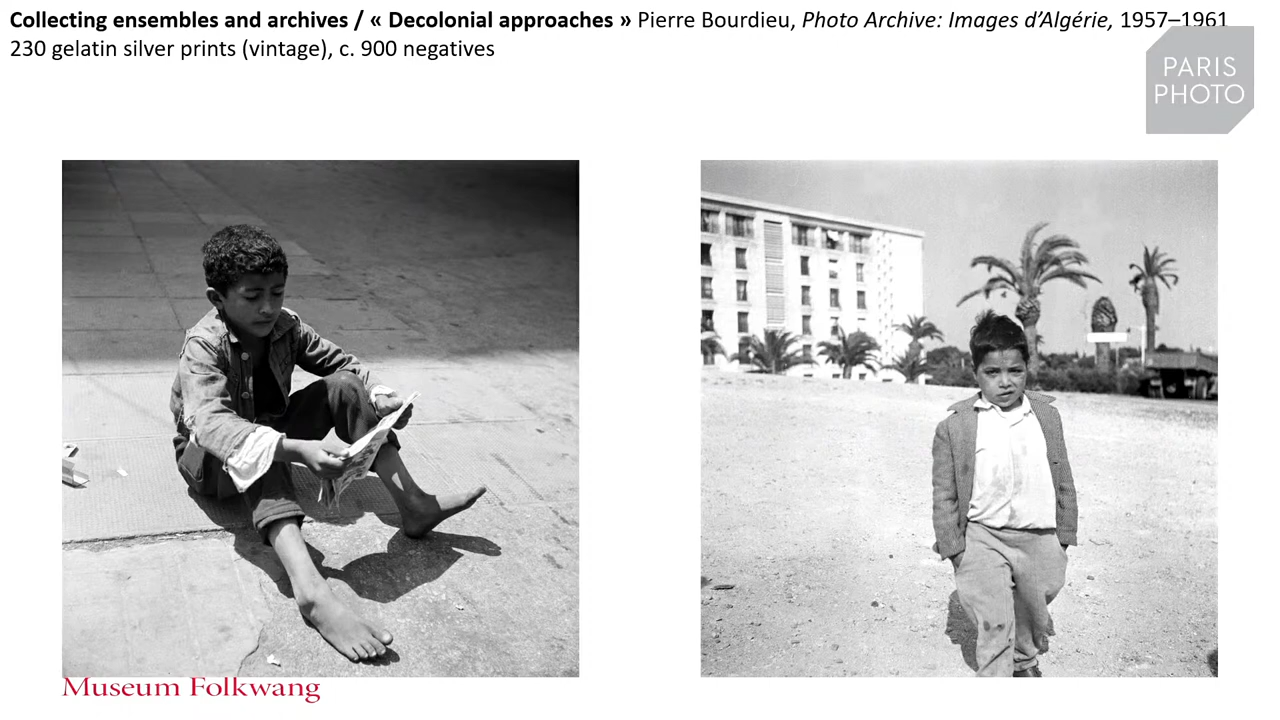 Collecting ensembles and archives / « Decolonial approaches » Pierre Bourdieu, Photo Archive: Images d’Algérie, 1957–1961
230 gelatin silver prints (vintage), c. 900 negatives
PARIS
PHOTO
Museum Folkwang